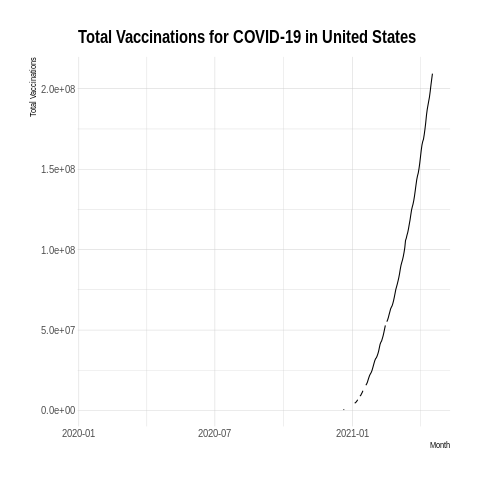 Total Vaccinations for COVID-19 in United States
Total Vaccinations
2.0e+08
1.5e+08
1.0e+08
5.0e+07
0.0e+00
2020-01 2020-07 2021-01
Month